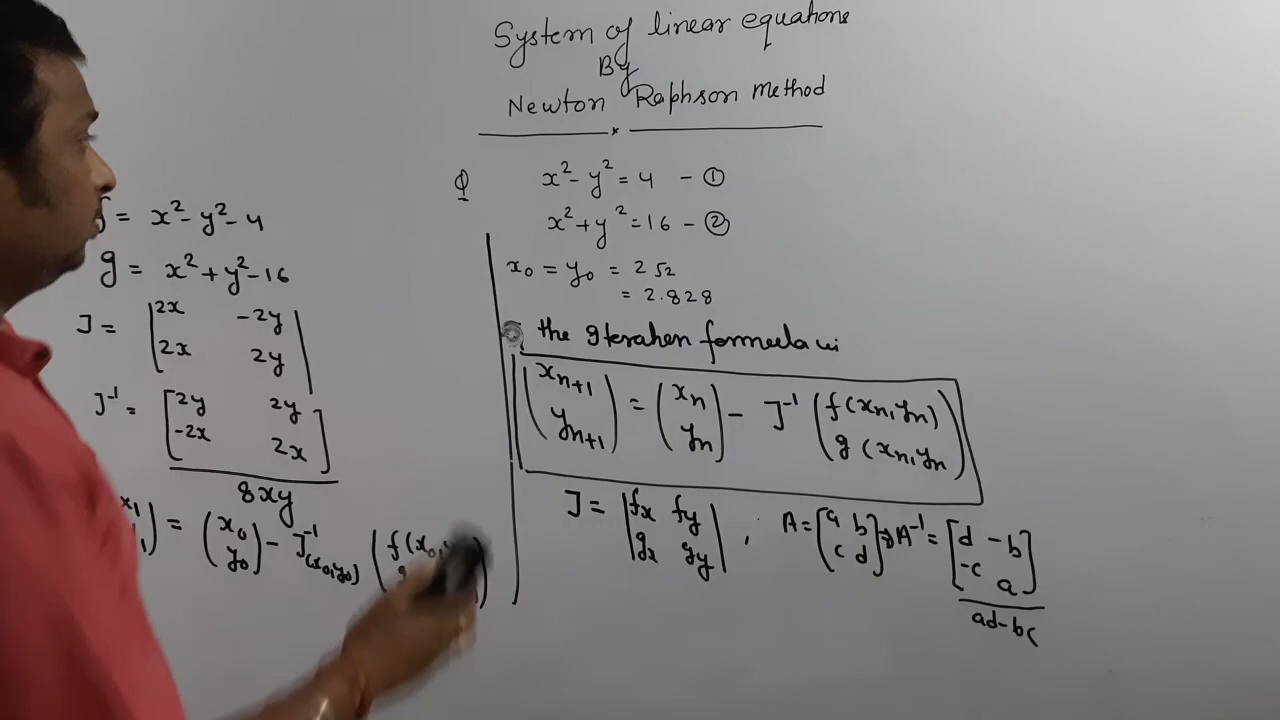 System of linear equations
By
Newton Raphson Method
Q x² - y² = 4 - ①
x² + y² = 16 - ②
x₀ = y₀ = 2√2
= 2.828
the Iteration formula is
(xₙ₊₁ yₙ₊₁) = (xₙ yₙ) - J⁻¹ (f(xₙ, yₙ) g(xₙ, yₙ
J = |fx fy gx gy| , A = [a b c d] ⇒ A⁻¹ = [d -b -c a]
ad-bc
= x² - y² - 4
g = x² + y² - 16
J = |2x -2y 2x 2y|
J⁻¹ = [2y 2y -2x 2x]
8xy
x₁ ₁) = (x₀ y₀) - J⁻¹(x₀, y₀) (f(x₀,